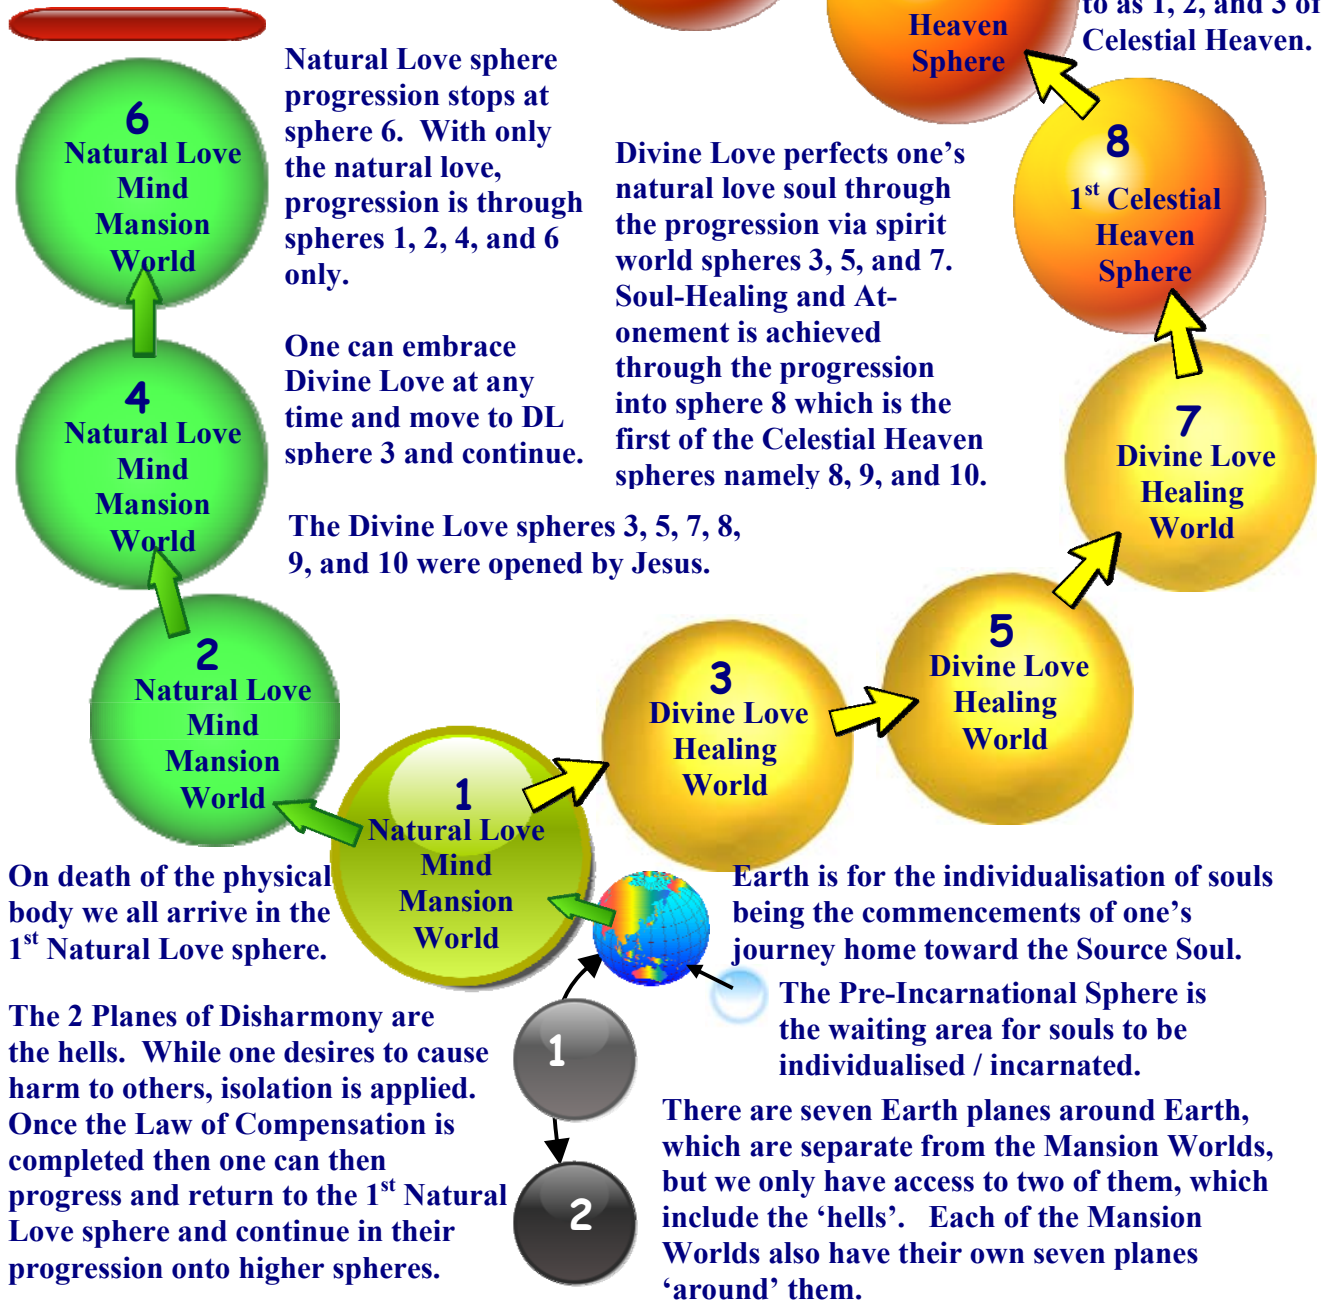 to as 1, 2, and 3 of
Celestial Heaven.
Heaven
Sphere
Natural Love sphere
progression stops at
sphere 6.  With only
the natural love,
progression is through
spheres 1, 2, 4, and 6
only.
6
Natural Love
Mind
Mansion
World
One can embrace
Divine Love at any
time and move to DL
sphere 3 and continue.
Divine Love perfects one’s
natural love soul through
the progression via spirit
world spheres 3, 5, and 7.
Soul-Healing and At-
onement is achieved
through the progression
into sphere 8 which is the
first of the Celestial Heaven
spheres namely 8, 9, and 10.
8
1st Celestial
Heaven
Sphere
4
Natural Love
Mind
Mansion
World
7
Divine Love
Healing
World
The Divine Love spheres 3, 5, 7, 8,
9, and 10 were opened by Jesus.
2
Natural Love
Mind
Mansion
World
3
Divine Love
Healing
World
5
Divine Love
Healing
World
1
Natural Love
Mind
Mansion
World
On death of the physical
body we all arrive in the
1st Natural Love sphere.
Earth is for the individualisation of souls
being the commencements of one’s
journey home toward the Source Soul.
The Pre-Incarnational Sphere is
the waiting area for souls to be
individualised / incarnated.
The 2 Planes of Disharmony are
the hells.  While one desires to cause
harm to others, isolation is applied.
Once the Law of Compensation is
completed then one can then
progress and return to the 1st Natural
Love sphere and continue in their
progression onto higher spheres.
1
2
There are seven Earth planes around Earth,
which are separate from the Mansion Worlds,
but we only have access to two of them, which
include the ‘hells’.   Each of the Mansion
Worlds also have their own seven planes
‘around’ them.